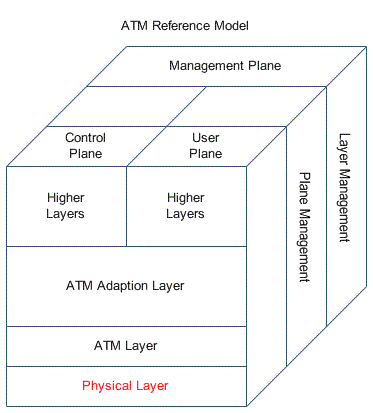 ATM Reference Model
Management Plane
Control
Plane
User
Plane
Higher
Layers
Higher
Layers
Plane Management
Layer Management
ATM Adaption Layer
ATM Layer
Physical Layer